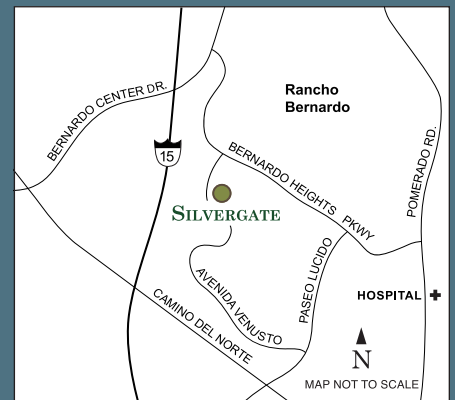 BERNARDO CENTER DR.
Rancho
Bernardo
15
BERNARDO HEIGHTS PKWY
POMERADO RD.
SILVERGATE
AVENIDA VENUSTO
PASEO LUCIDO
HOSPITAL
CAMINO DEL NORTE
N
MAP NOT TO SCALE